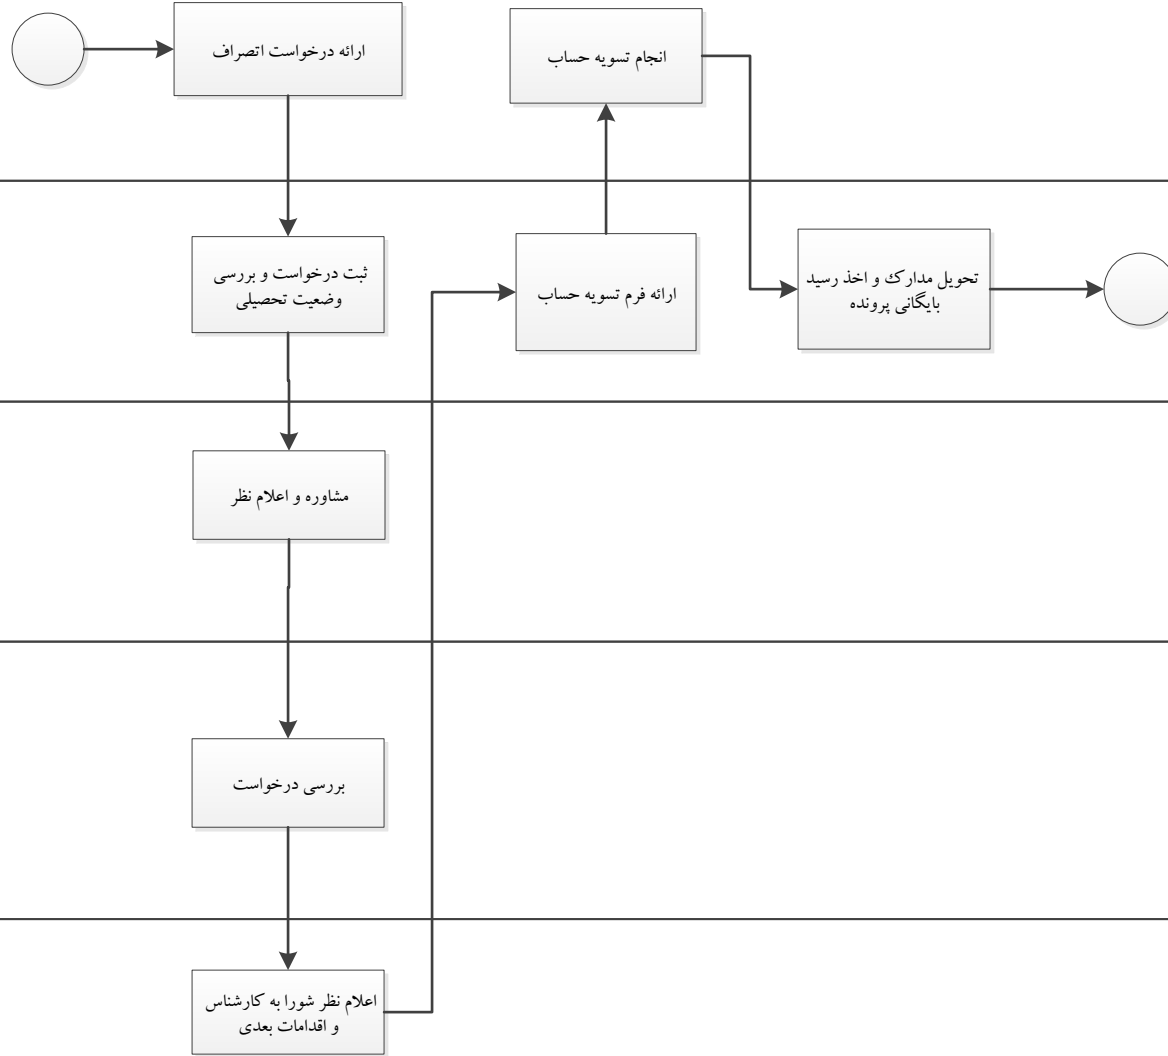 ارائه درخواست اتصراف
ثبت درخواست و بررسی
وضعیت تحصیلی
مشاوره و اعلام نظر
بررسی درخواست
اعلام نظر شورا به کارشناس
و اقدامات بعدی
ارائه فرم تسویه حساب
انجام تسویه حساب
تحویل مدارک و اخذ رسید
بایگانی پرونده